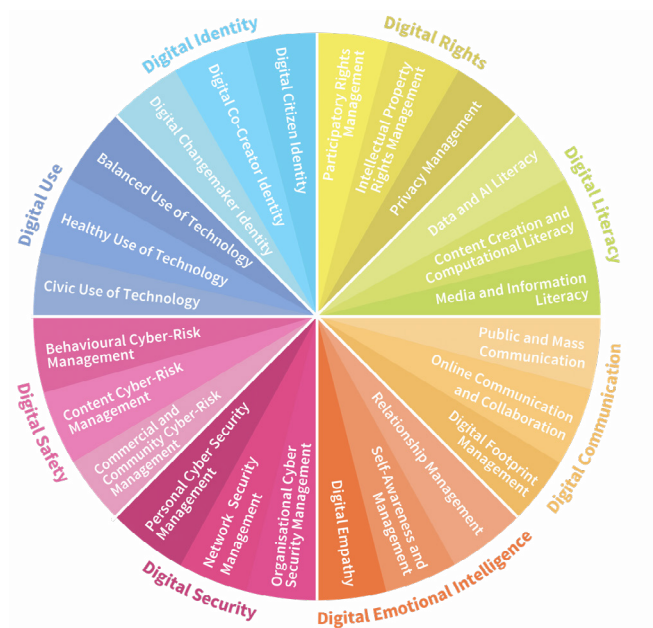 Digital Identity
Digital Citizen Identity
Digital Co-Creator Identity
Digital Changemaker Identity
Digital Use
Balanced Use of Technology
Healthy Use of Technology
Civic Use of Technology
Digital Safety
Behavioural Cyber-Risk
Management
Content Cyber-Risk
Management
Commercial and
Community Cyber-Risk
Management
Digital Security
Personal Cyber Security
Management
Network Security
Management
Organisational Cyber
Security Management
Digital Emotional Intelligence
Digital Empathy
Self-Awareness and
Management
Relationship Management
Digital Communication
Digital Footprint
Management
Online Communication
and Collaboration
Public and Mass
Communication
Digital Literacy
Media and Information
Literacy
Content Creation and
Computational Literacy
Data and AI Literacy
Digital Rights
Privacy Management
Intellectual Property
Rights Management
Participatory Rights
Management